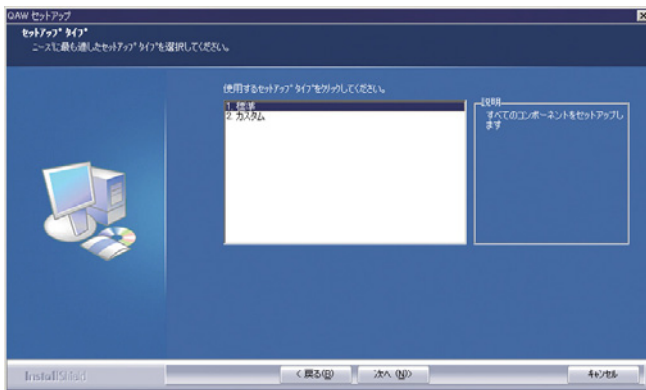 QAW セットアップ
セットアップ タイプ
ニーズに最も適したセットアップ タイプを選択してください。
使用するセットアップ タイプをクリックしてください。
1. 標準
2. カスタム
説明
すべてのコンポーネントをセットアップし
ます
InstallShield
< 戻る(B)
次へ (N)>
キャンセル